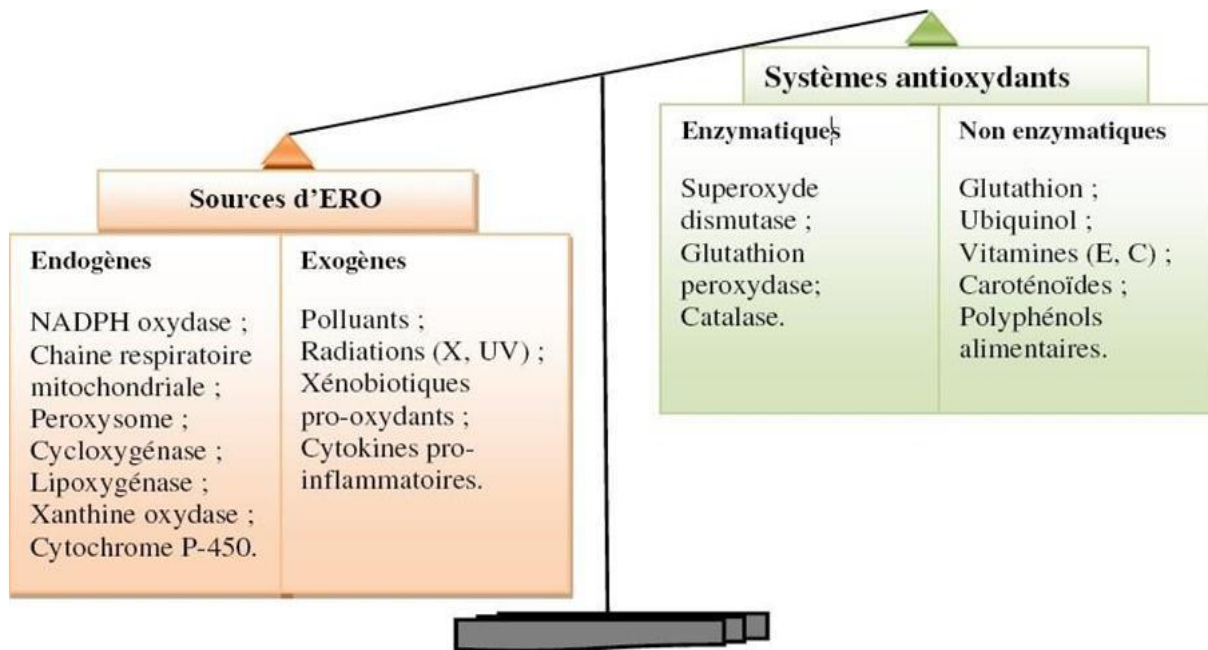 Systèmes antioxydants
Enzymatiques
Superoxyde
dismutase ;
Glutathion
peroxydase;
Catalase.
Non enzymatiques
Glutathion ;
Ubiquinol ;
Vitamines (E, C) ;
Caroténoïdes ;
Polyphénols
alimentaires.
Sources d’ERO
Endogènes
NADPH oxydase ;
Chaine respiratoire
mitochondriale ;
Peroxysome ;
Cycloxygénase ;
Lipoxygénase ;
Xanthine oxydase ;
Cytochrome P-450.
Exogènes
Polluants ;
Radiations (X, UV) ;
Xénobiotiques
pro-oxydants ;
Cytokines pro-
inflammatoires.